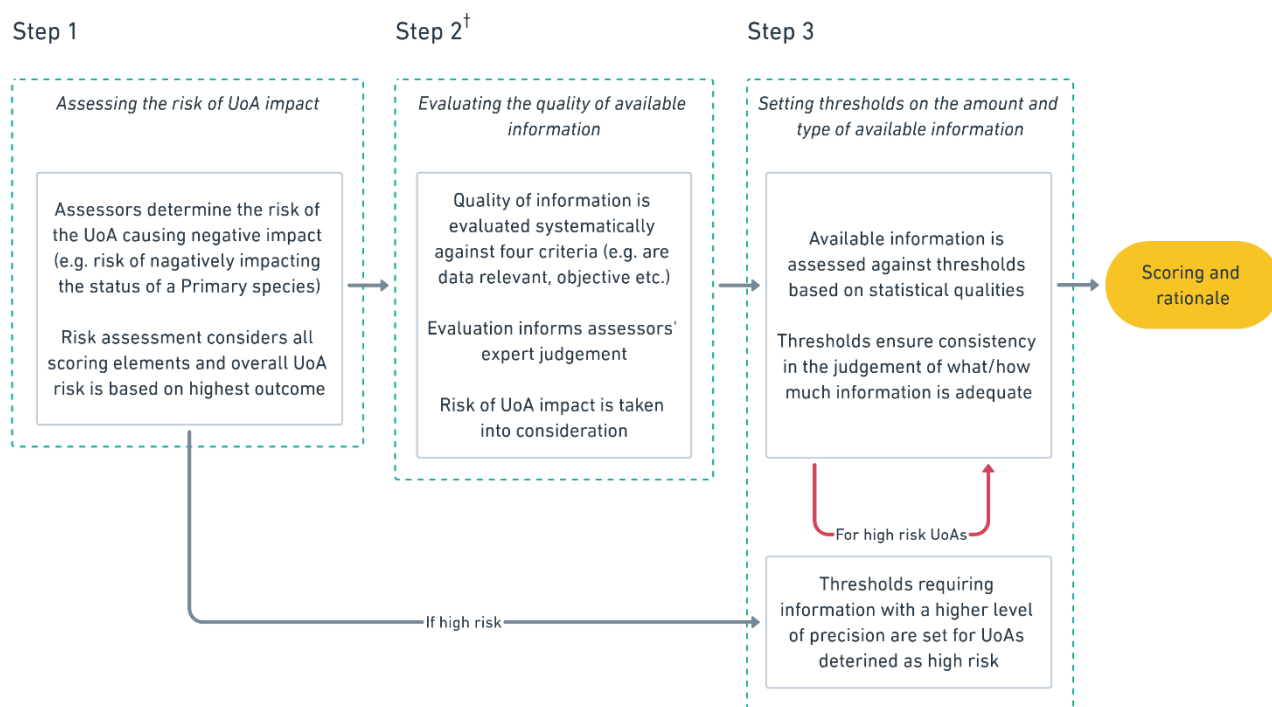 Step 1
Step 2†
Step 3
Assessing the risk of UoA impact
Assessors determine the risk of
the UoA causing negative impact
(e.g. risk of nagatively impacting
the status of a Primary species)
Risk assessment considers all
scoring elements and overall UoA
risk is based on highest outcome
Evaluating the quality of available
information
Quality of information is
evaluated systematically
against four criteria (e.g. are
data relevant, objective etc.)
Evaluation informs assessors'
expert judgement
Risk of UoA impact is taken
into consideration
Setting thresholds on the amount and
type of available information
Available information is
assessed against thresholds
based on statistical qualities
Thresholds ensure consistency
in the judgement of what/how
much information is adequate
For high risk UoAs
If high risk
Thresholds requiring
information with a higher level
of precision are set for UoAs
deterined as high risk
Scoring and
rationale